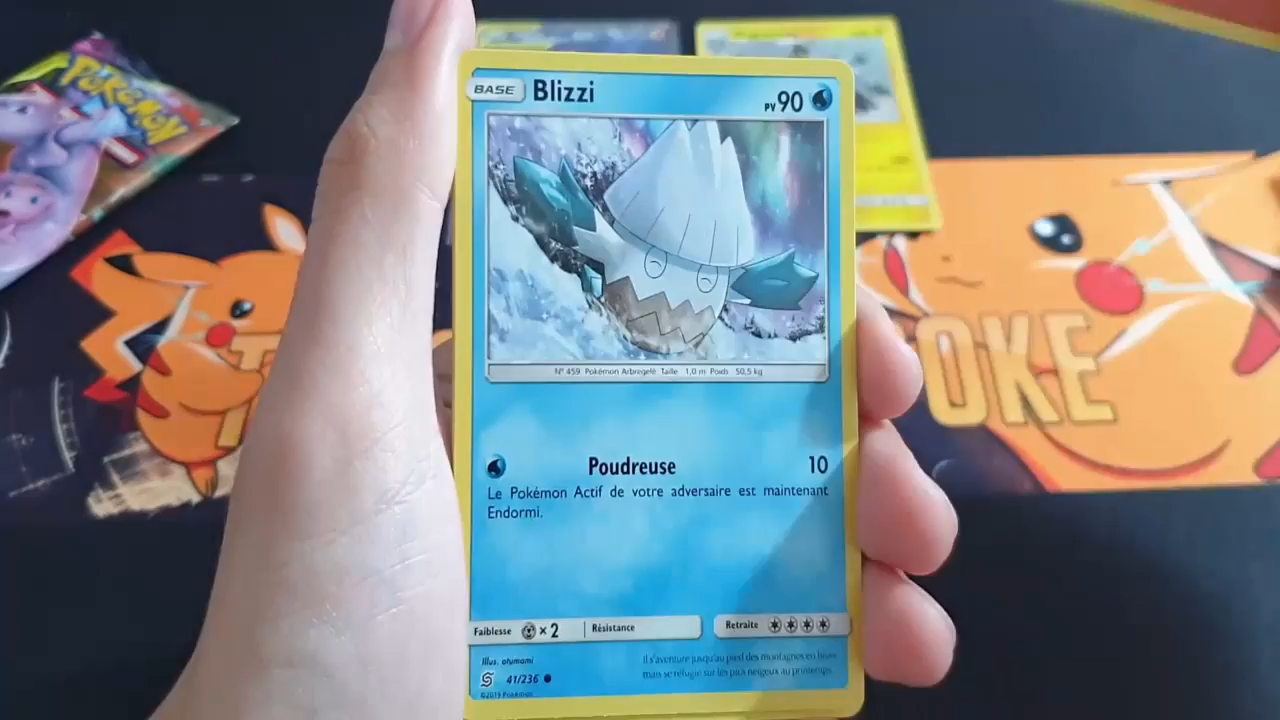 POKÉMON
BASE
Blizzi
PV 90
N° 459 Pokémon Arbregelé Taille 1,0 m Poids 50,5 kg
Poudreuse 10
Le Pokémon Actif de votre adversaire est maintenant
Endormi.
Faiblesse ×2 Résistance Retraite
Illus. otumami
Il s'aventure jusqu'au pied des montagnes en hiver
mais se réfugie sur les pics neigeux au printemps.
41/236
©2019 Pokémon
OKE